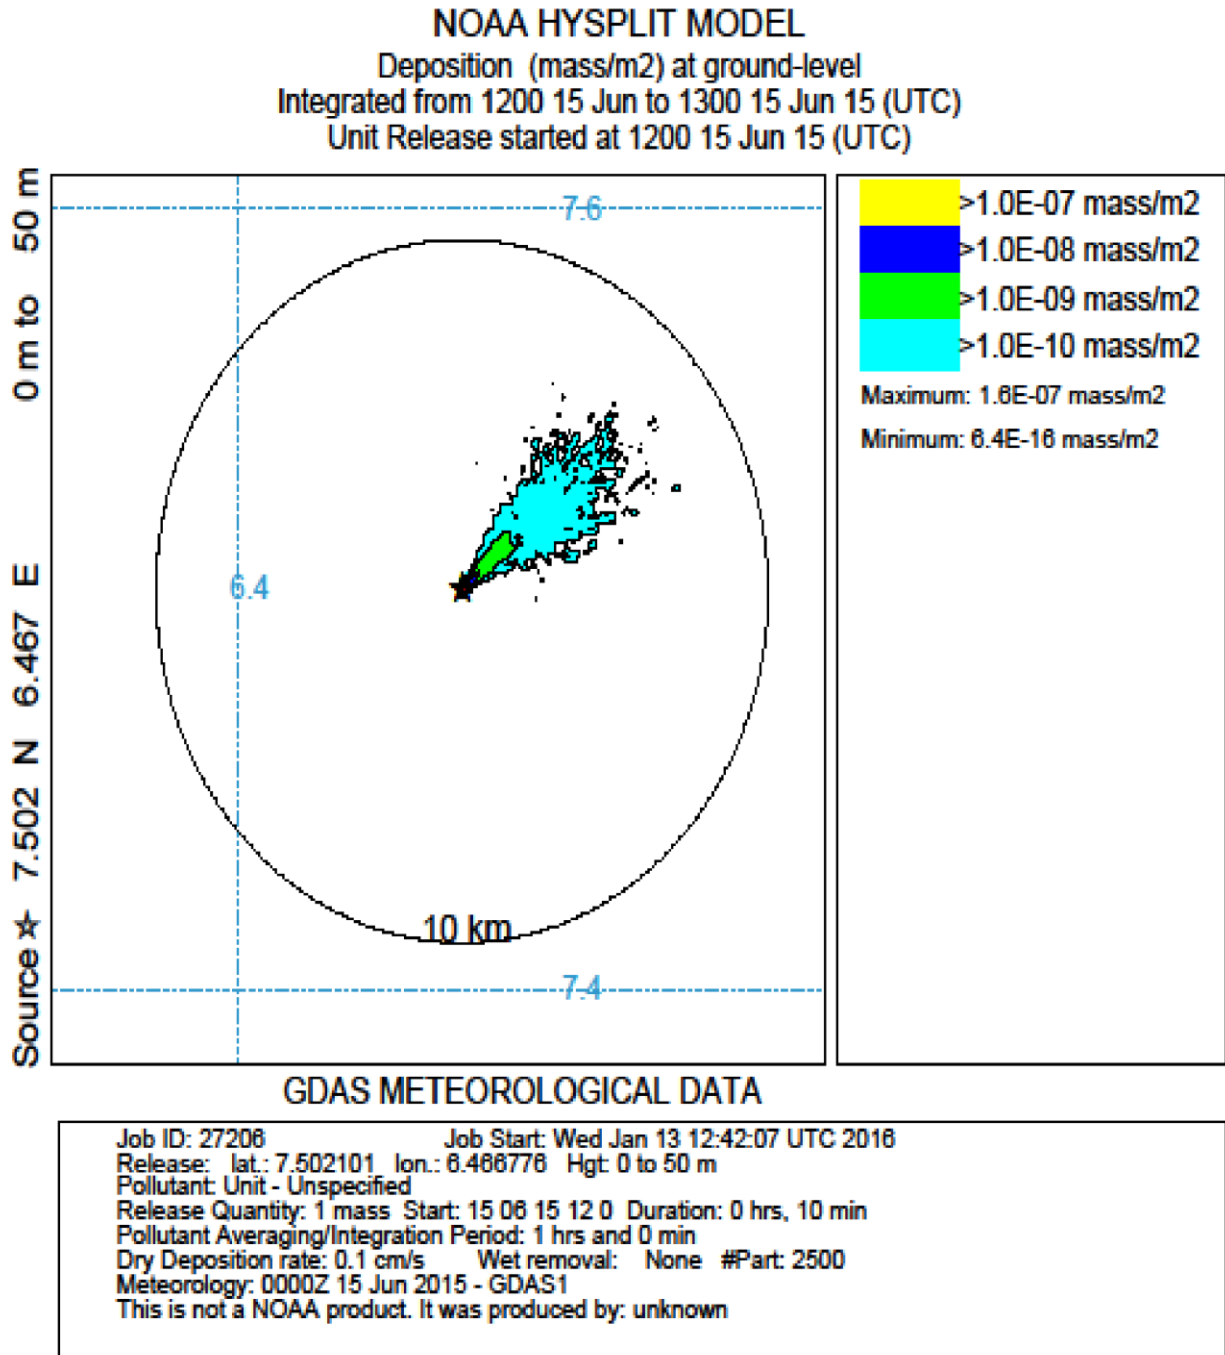 NOAA HYSPLIT MODEL
Deposition (mass/m2) at ground-level
Integrated from 1200 15 Jun to 1300 15 Jun 15 (UTC)
Unit Release started at 1200 15 Jun 15 (UTC)
Source ☆ 7.502 N 6.467 E 0 m to 50 m
7.6
6.4
10 km
7.4
>1.0E-07 mass/m2
>1.0E-08 mass/m2
>1.0E-09 mass/m2
>1.0E-10 mass/m2
Maximum: 1.6E-07 mass/m2
Minimum: 6.4E-16 mass/m2
GDAS METEOROLOGICAL DATA
Job ID: 27206 Job Start: Wed Jan 13 12:42:07 UTC 2016
Release: lat.: 7.502101 lon.: 6.466776 Hgt: 0 to 50 m
Pollutant: Unit - Unspecified
Release Quantity: 1 mass Start: 15 06 15 12 0 Duration: 0 hrs, 10 min
Pollutant Averaging/Integration Period: 1 hrs and 0 min
Dry Deposition rate: 0.1 cm/s Wet removal: None #Part: 2500
Meteorology: 0000Z 15 Jun 2015 - GDAS1
This is not a NOAA product. It was produced by: unknown